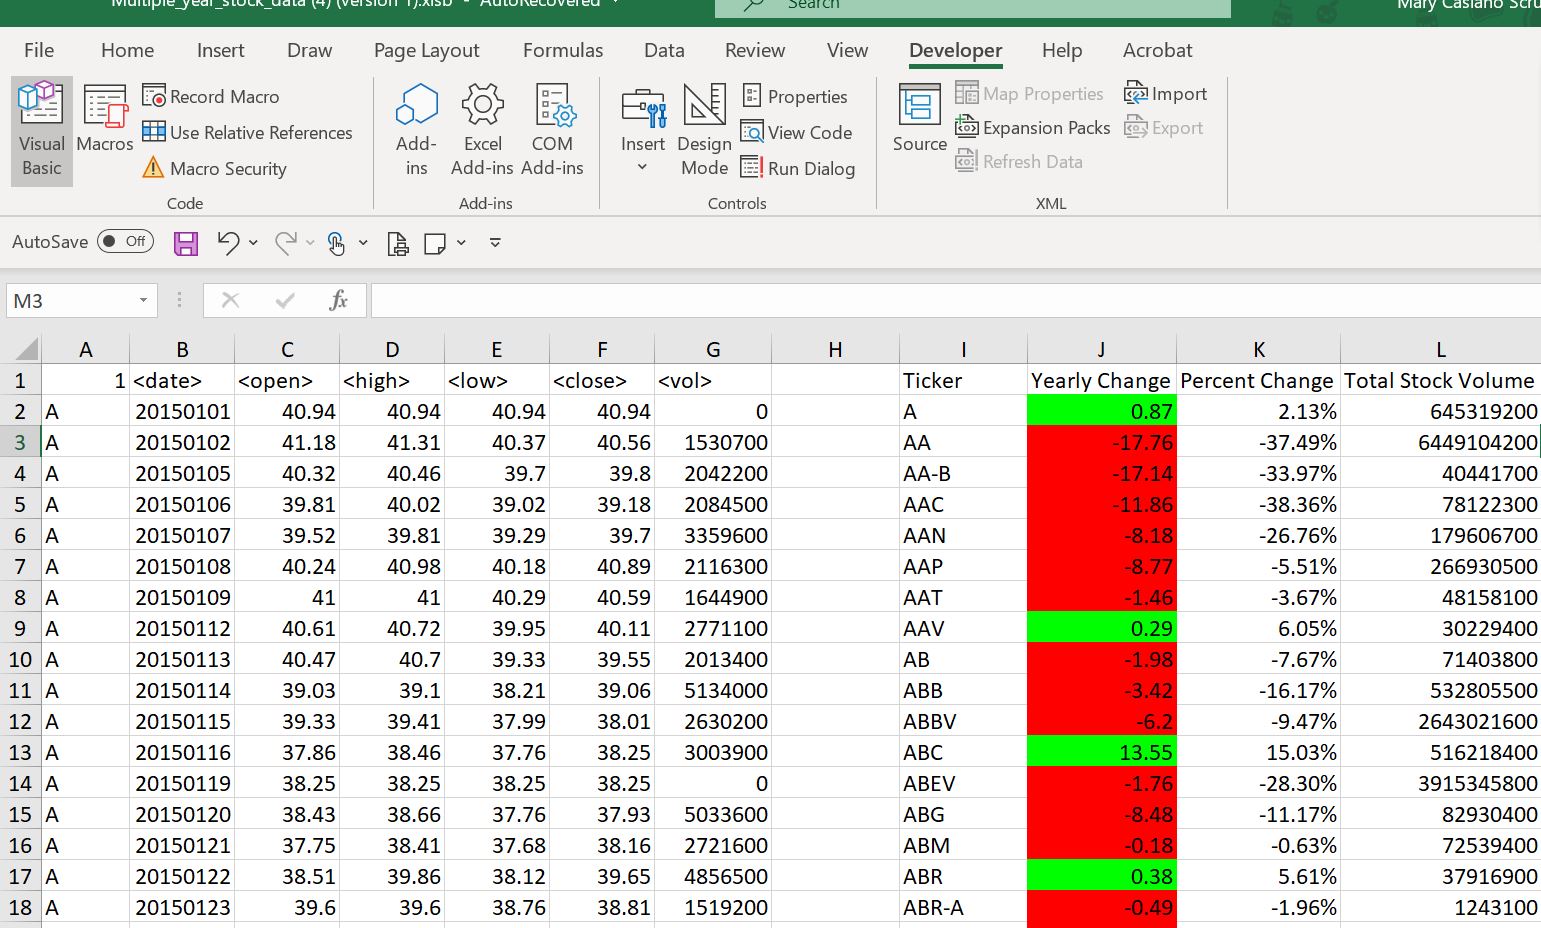 Multiple_year_stock_data (4) (version 1).xlsb - AutoRecovered Search Mary Casiano
File Home Insert Draw Page Layout Formulas Data Review View Developer Help Acrobat
Visual Basic Macros Record Macro Use Relative References Macro Security Code
Add-ins Excel Add-ins COM Add-ins Add-ins
Insert Design Mode Properties View Code Run Dialog Controls
Source Map Properties Expansion Packs Refresh Data Import Export XML
AutoSave Off
M3 fx
A B C D E F G H I J K L
1 1 <date> <open> <high> <low> <close> <vol> Ticker Yearly Change Percent Change Total Stock Volume
2 A 20150101 40.94 40.94 40.94 40.94 0 A 0.87 2.13% 645319200
3 A 20150102 41.18 41.31 40.37 40.56 1530700 AA -17.76 -37.49% 6449104200
4 A 20150105 40.32 40.46 39.7 39.8 2042200 AA-B -17.14 -33.97% 40441700
5 A 20150106 39.81 40.02 39.02 39.18 2084500 AAC -11.86 -38.36% 78122300
6 A 20150107 39.52 39.81 39.29 39.7 3359600 AAN -8.18 -26.76% 179606700
7 A 20150108 40.24 40.98 40.18 40.89 2116300 AAP -8.77 -5.51% 266930500
8 A 20150109 41 41 40.29 40.59 1644900 AAT -1.46 -3.67% 48158100
9 A 20150112 40.61 40.72 39.95 40.11 2771100 AAV 0.29 6.05% 30229400
10 A 20150113 40.47 40.7 39.33 39.55 2013400 AB -1.98 -7.67% 71403800
11 A 20150114 39.03 39.1 38.21 39.06 5134000 ABB -3.42 -16.17% 532805500
12 A 20150115 39.33 39.41 37.99 38.01 2630200 ABBV -6.2 -9.47% 2643021600
13 A 20150116 37.86 38.46 37.76 38.25 3003900 ABC 13.55 15.03% 516218400
14 A 20150119 38.25 38.25 38.25 38.25 0 ABEV -1.76 -28.30% 3915345800
15 A 20150120 38.43 38.66 37.76 37.93 5033600 ABG -8.48 -11.17% 82930400
16 A 20150121 37.75 38.41 37.68 38.16 2721600 ABM -0.18 -0.63% 72539400
17 A 20150122 38.51 39.86 38.12 39.65 4856500 ABR 0.38 5.61% 37916900
18 A 20150123 39.6 39.6 38.76 38.81 1519200 ABR-A -0.49 -1.96% 1243100